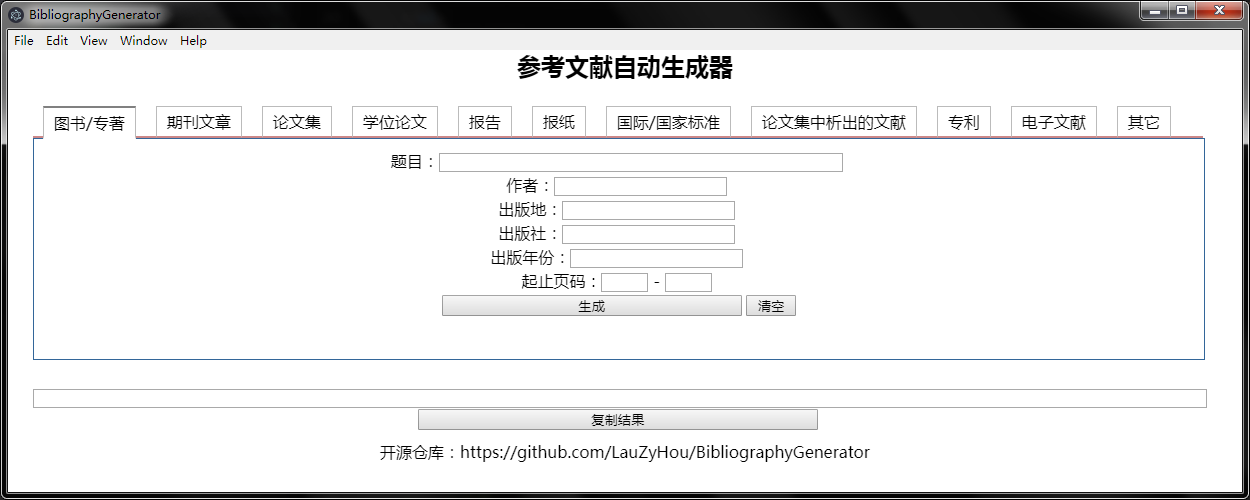 BibliographyGenerator
File Edit View Window Help
参考文献自动生成器
图书/专著 期刊文章 论文集 学位论文 报告 报纸 国际/国家标准 论文集中析出的文献 专利 电子文献 其它
题目：
作者：
出版地：
出版社：
出版年份：
起止页码： -
生成 清空
复制结果
开源仓库：https://github.com/LauZyHou/BibliographyGenerator